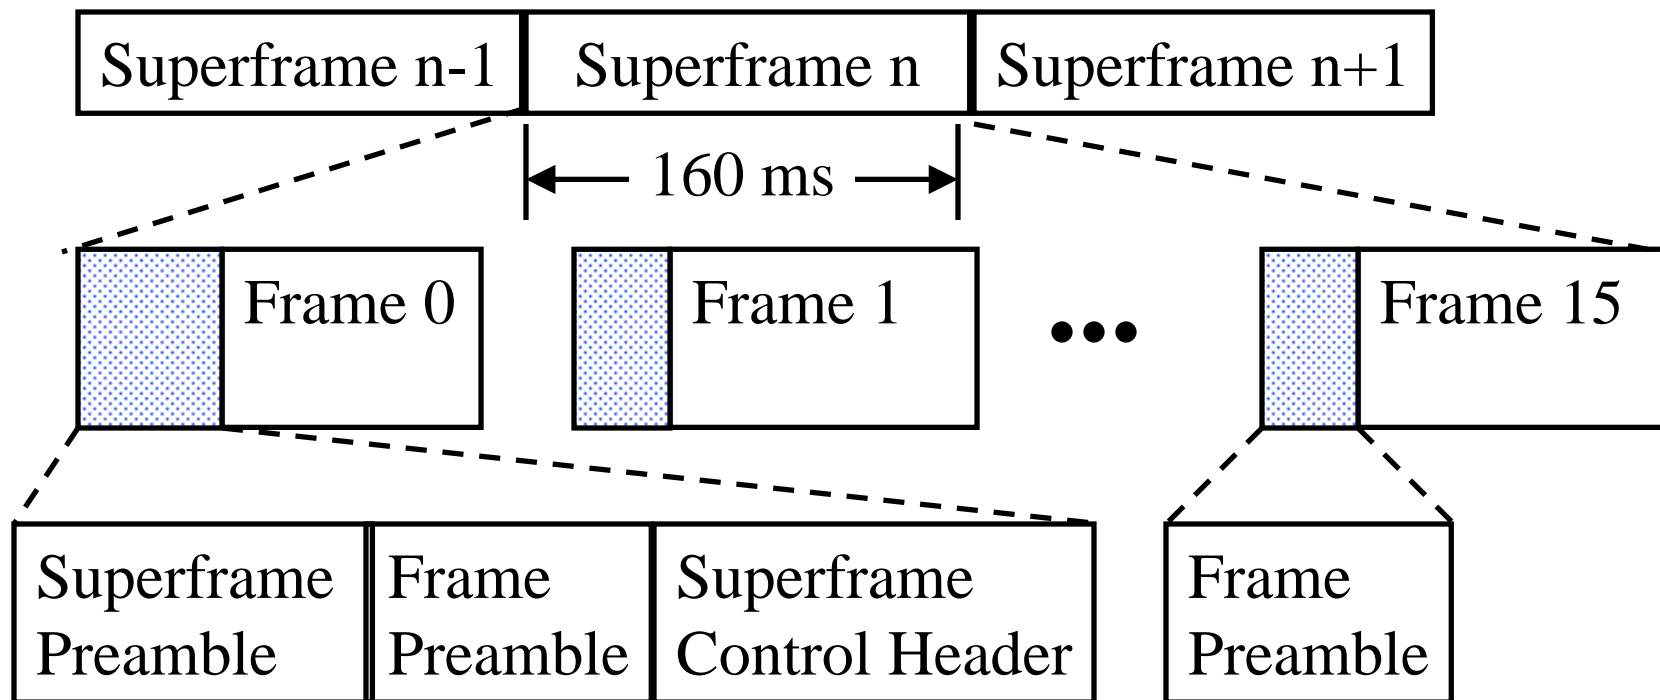 Superframe n-1
Superframe n
Superframe n+1
160 ms
Frame 0
Frame 1
•••
Frame 15
Superframe
Preamble
Frame
Preamble
Superframe
Control Header
Frame
Preamble